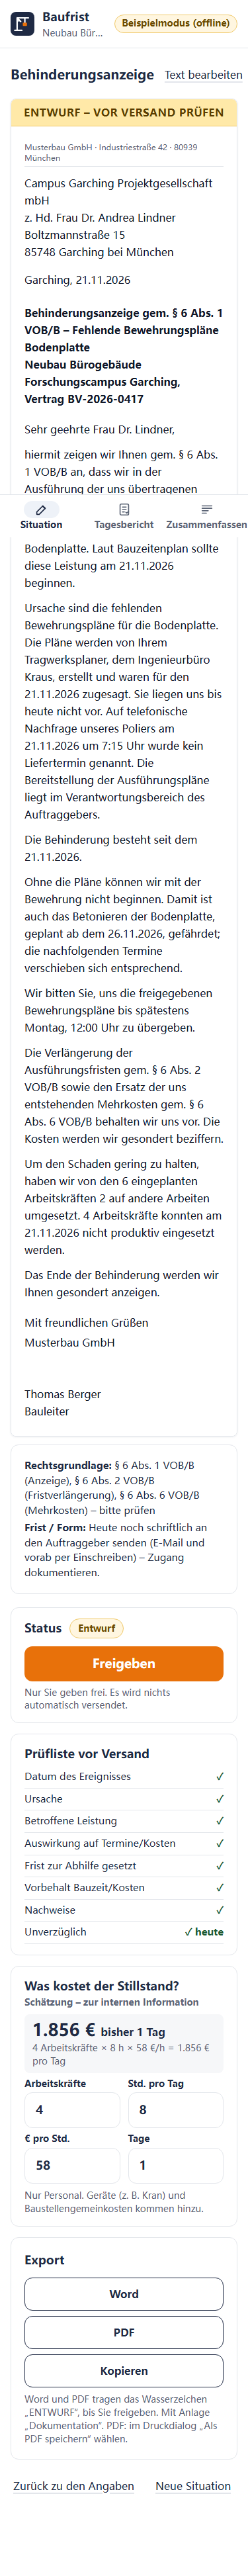 Baufrist
Neubau Bür...
Beispielmodus (offline)
Behinderungsanzeige
Text bearbeiten
ENTWURF – VOR VERSAND PRÜFEN
Musterbau GmbH · Industriestraße 42 · 80939
München
Campus Garching Projektgesellschaft
mbH
z. Hd. Frau Dr. Andrea Lindner
Boltzmannstraße 15
85748 Garching bei München
Garching, 21.11.2026
Behinderungsanzeige gem. § 6 Abs. 1
VOB/B – Fehlende Bewehrungspläne
Bodenplatte
Neubau Bürogebäude
Forschungscampus Garching,
Vertrag BV-2026-0417
Sehr geehrte Frau Dr. Lindner,
hiermit zeigen wir Ihnen gem. § 6 Abs.
1 VOB/B an, dass wir in der
Ausführung der uns übertragenen
Situation
Tagesbericht
Zusammenfassen
Bodenplatte. Laut Bauzeitenplan sollte
diese Leistung am 21.11.2026
beginnen.
Ursache sind die fehlenden
Bewehrungspläne für die Bodenplatte.
Die Pläne werden von Ihrem
Tragwerksplaner, dem Ingenieurbüro
Kraus, erstellt und waren für den
21.11.2026 zugesagt. Sie liegen uns bis
heute nicht vor. Auf telefonische
Nachfrage unseres Poliers am
21.11.2026 um 7:15 Uhr wurde kein
Liefertermin genannt. Die
Bereitstellung der Ausführungspläne
liegt im Verantwortungsbereich des
Auftraggebers.
Die Behinderung besteht seit dem
21.11.2026.
Ohne die Pläne können wir mit der
Bewehrung nicht beginnen. Damit ist
auch das Betonieren der Bodenplatte,
geplant ab dem 26.11.2026, gefährdet;
die nachfolgenden Termine
verschieben sich entsprechend.
Wir bitten Sie, uns die freigegebenen
Bewehrungspläne bis spätestens
Montag, 12:00 Uhr zu übergeben.
Die Verlängerung der
Ausführungsfristen gem. § 6 Abs. 2
VOB/B sowie den Ersatz der uns
entstehenden Mehrkosten gem. § 6
Abs. 6 VOB/B behalten wir uns vor. Die
Kosten werden wir gesondert beziffern.
Um den Schaden gering zu halten,
haben wir von den 6 eingeplanten
Arbeitskräften 2 auf andere Arbeiten
umgesetzt. 4 Arbeitskräfte konnten am
21.11.2026 nicht produktiv eingesetzt
werden.
Das Ende der Behinderung werden wir
Ihnen gesondert anzeigen.
Mit freundlichen Grüßen
Musterbau GmbH
Thomas Berger
Bauleiter
Rechtsgrundlage: § 6 Abs. 1 VOB/B
(Anzeige), § 6 Abs. 2 VOB/B
(Fristverlängerung), § 6 Abs. 6 VOB/B
(Mehrkosten) – bitte prüfen
Frist / Form: Heute noch schriftlich an
den Auftraggeber senden (E-Mail und
vorab per Einschreiben) – Zugang
dokumentieren.
Status
Entwurf
Freigeben
Nur Sie geben frei. Es wird nichts
automatisch versendet.
Prüfliste vor Versand
Datum des Ereignisses ✓
Ursache ✓
Betroffene Leistung ✓
Auswirkung auf Termine/Kosten ✓
Frist zur Abhilfe gesetzt ✓
Vorbehalt Bauzeit/Kosten ✓
Nachweise ✓
Unverzüglich ✓ heute
Was kostet der Stillstand?
Schätzung – zur internen Information
1.856 € bisher 1 Tag
4 Arbeitskräfte × 8 h × 58 €/h = 1.856 €
pro Tag
Arbeitskräfte Std. pro Tag
4 8
€ pro Std. Tage
58 1
Nur Personal. Geräte (z. B. Kran) und
Baustellengemeinkosten kommen hinzu.
Export
Word
PDF
Kopieren
Word und PDF tragen das Wasserzeichen
„ENTWURF“, bis Sie freigeben. Mit Anlage
„Dokumentation“. PDF: im Druckdialog „Als
PDF speichern“ wählen.
Zurück zu den Angaben Neue Situation